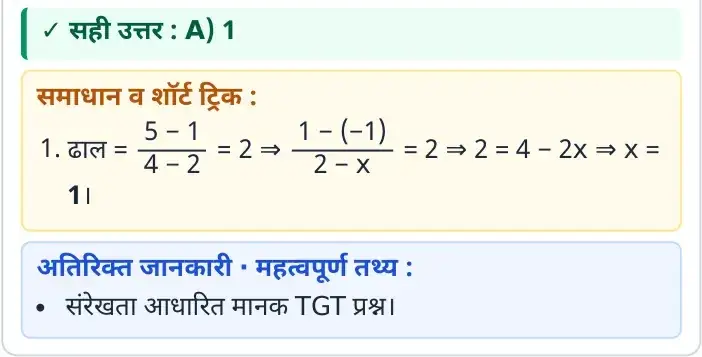 ✓ सही उत्तर : A) 1
समाधान व शॉर्ट ट्रिक :
1. ढाल = (5 − 1)/(4 − 2) = 2 ⇒ (1 − (−1))/(2 − x) = 2 ⇒ 2 = 4 − 2x ⇒ x =
1।
अतिरिक्त जानकारी · महत्वपूर्ण तथ्य :
• संरेखता आधारित मानक TGT प्रश्न।